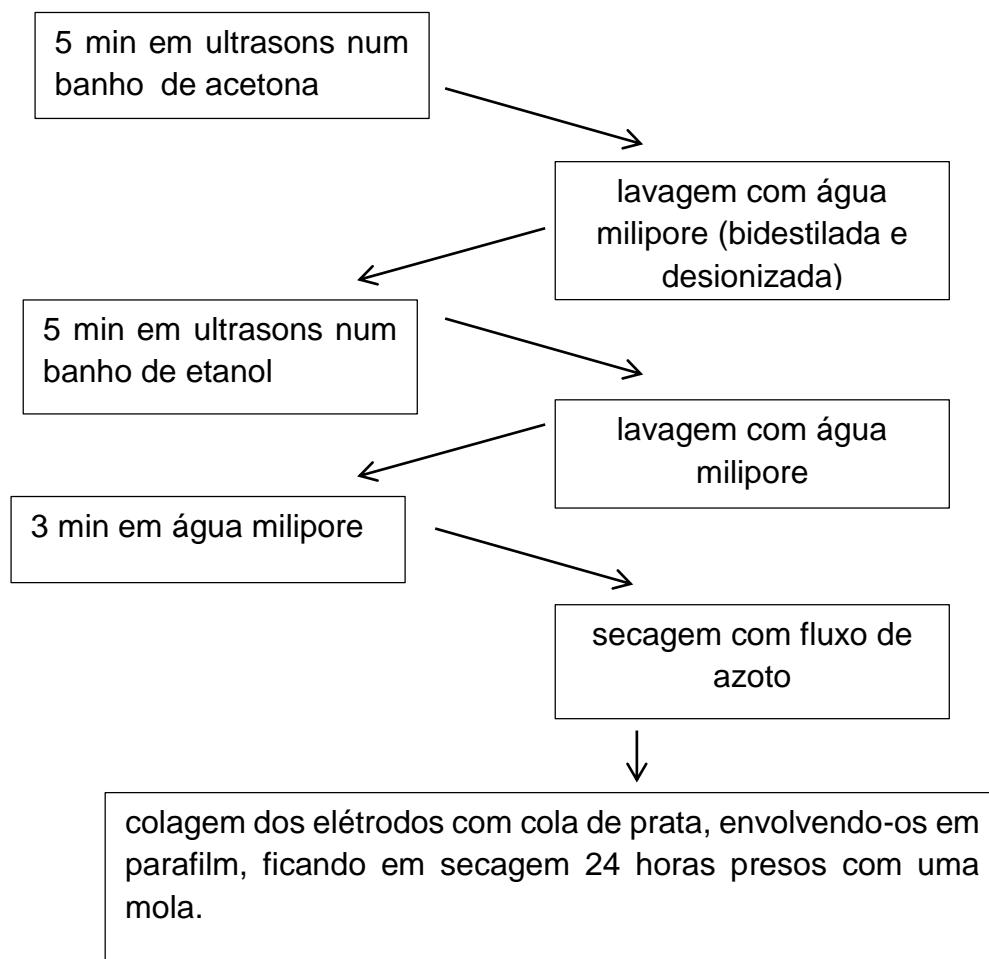 5 min em ultrasons num
banho de acetona
lavagem com água
milipore (bidestilada e
desionizada)
5 min em ultrasons num
banho de etanol
lavagem com água
milipore
3 min em água milipore
secagem com fluxo de
azoto
colagem dos elétrodos com cola de prata, envolvendo-os em
parafilm, ficando em secagem 24 horas presos com uma
mola.